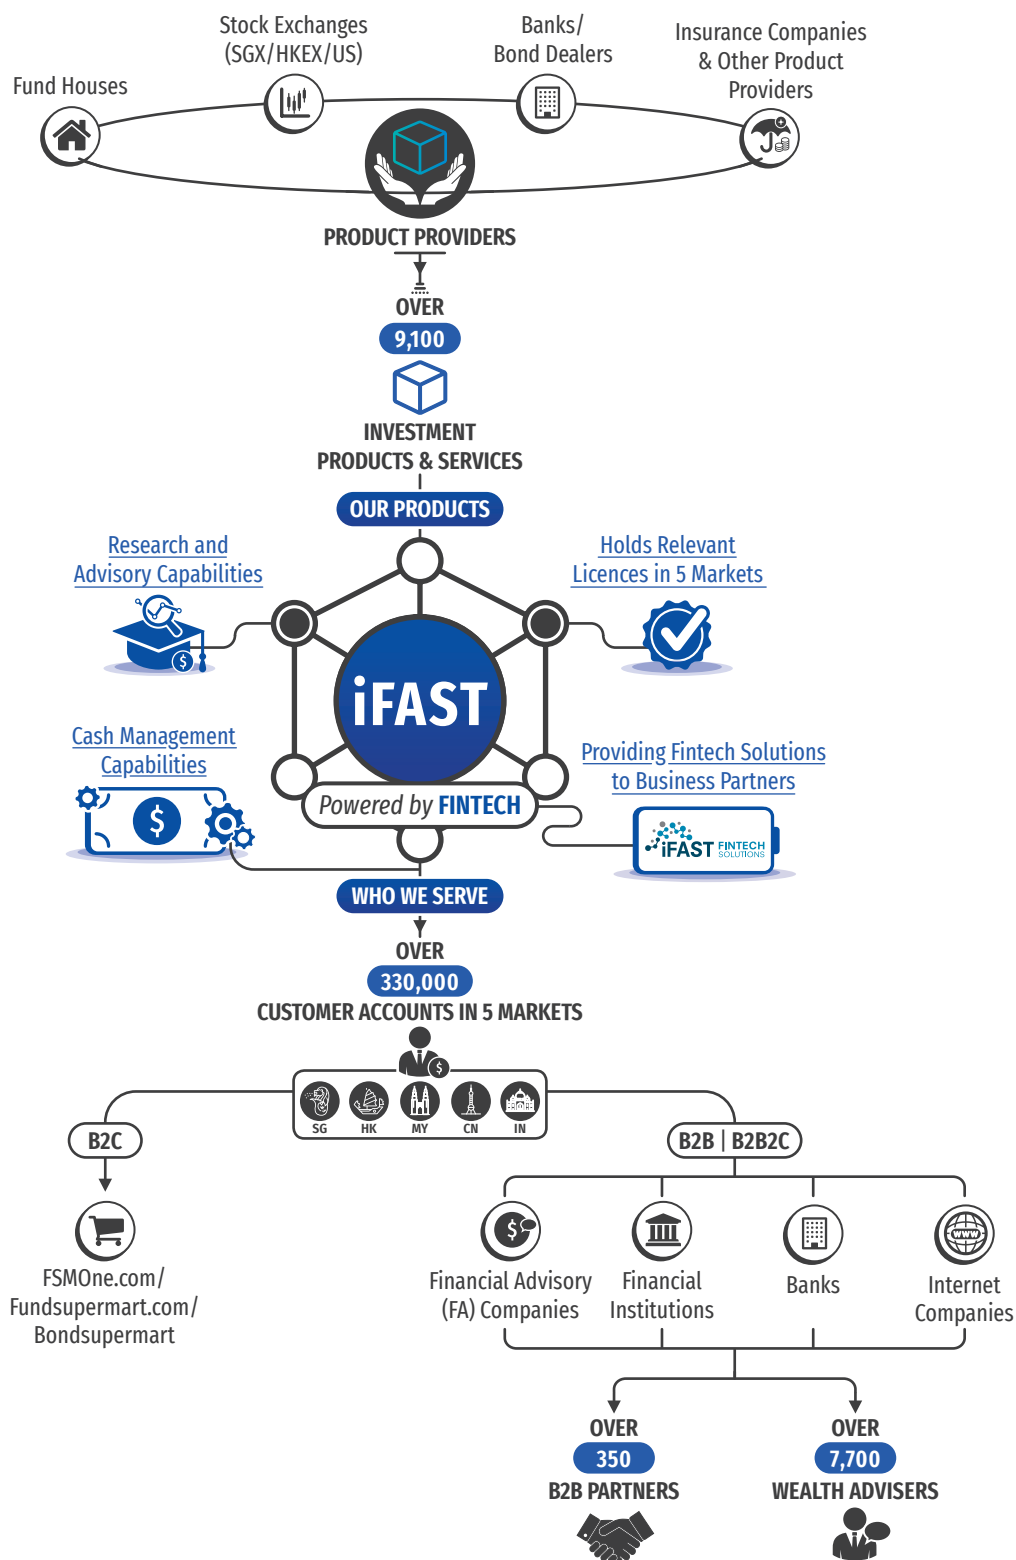 Stock Exchanges
(SGX/HKEX/US)
Banks/
Bond Dealers
Insurance Companies
& Other Product
Providers
Fund Houses
PRODUCT PROVIDERS
OVER
9,100
INVESTMENT
PRODUCTS & SERVICES
OUR PRODUCTS
Research and
Advisory Capabilities
$
Holds Relevant
Licences in 5 Markets
iFAST
Powered by FINTECH
Cash Management
Capabilities
$
Providing Fintech Solutions
to Business Partners
iFAST FINTECH
SOLUTIONS
WHO WE SERVE
OVER
330,000
CUSTOMER ACCOUNTS IN 5 MARKETS
$
SG HK MY CN IN
B2C
B2B | B2B2C
$
WWW
FSMOne.com/
Fundsupermart.com/
Bondsupermart
Financial Advisory
(FA) Companies
Financial
Institutions
Banks
Internet
Companies
OVER
350
B2B PARTNERS
OVER
7,700
WEALTH ADVISERS